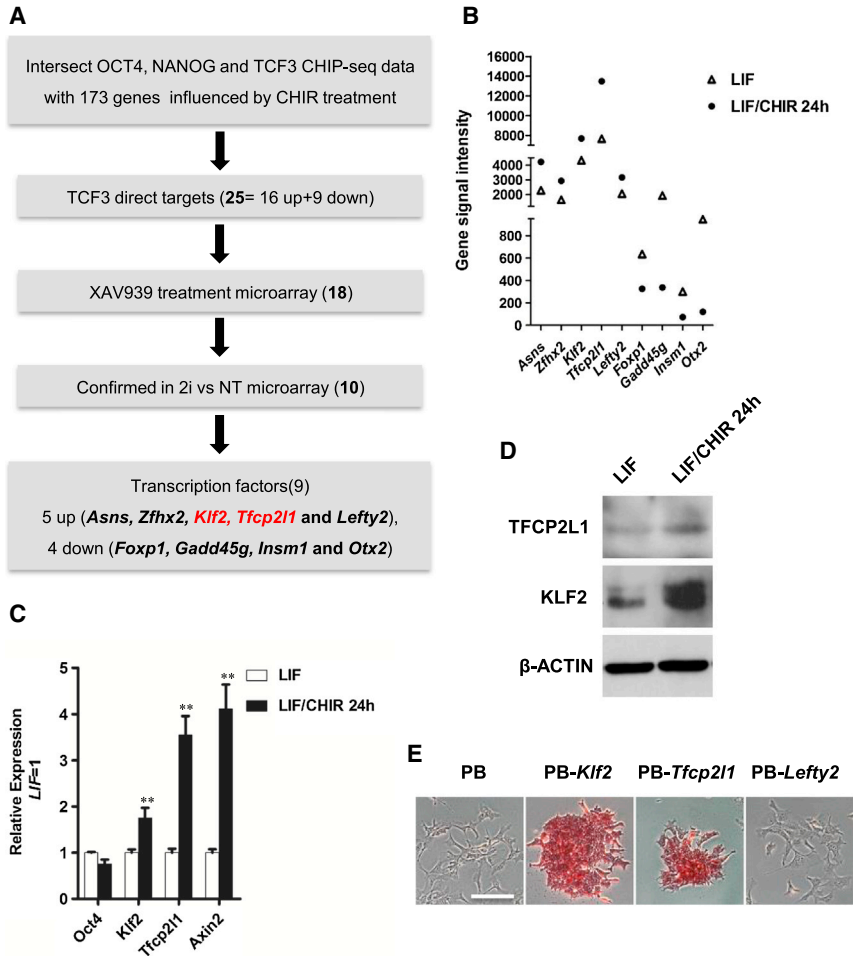 A
Intersect OCT4, NANOG and TCF3 CHIP-seq data
with 173 genes influenced by CHIR treatment
TCF3 direct targets (25= 16 up+9 down)
XAV939 treatment microarray (18)
Confirmed in 2i vs NT microarray (10)
Transcription factors(9)
5 up (Asns, Zfhx2, Klf2, Tfcp2l1 and Lefty2),
4 down (Foxp1, Gadd45g, Insm1 and Otx2)
B
Gene signal intensity
16000
14000
12000
10000
8000
6000
4000
2000
800
600
400
200
0
LIF
LIF/CHIR 24h
Asns
Zfhx2
Klf2
Tfcp2l1
Lefty2
Foxp1
Gadd45g
Insm1
Otx2
C
Relative Expression
LIF=1
5
4
3
2
1
0
LIF
LIF/CHIR 24h
**
**
**
Oct4
Klf2
Tfcp2l1
Axin2
D
LIF
LIF/CHIR 24h
TFCP2L1
KLF2
β-ACTIN
E
PB
PB-Klf2
PB-Tfcp2l1
PB-Lefty2